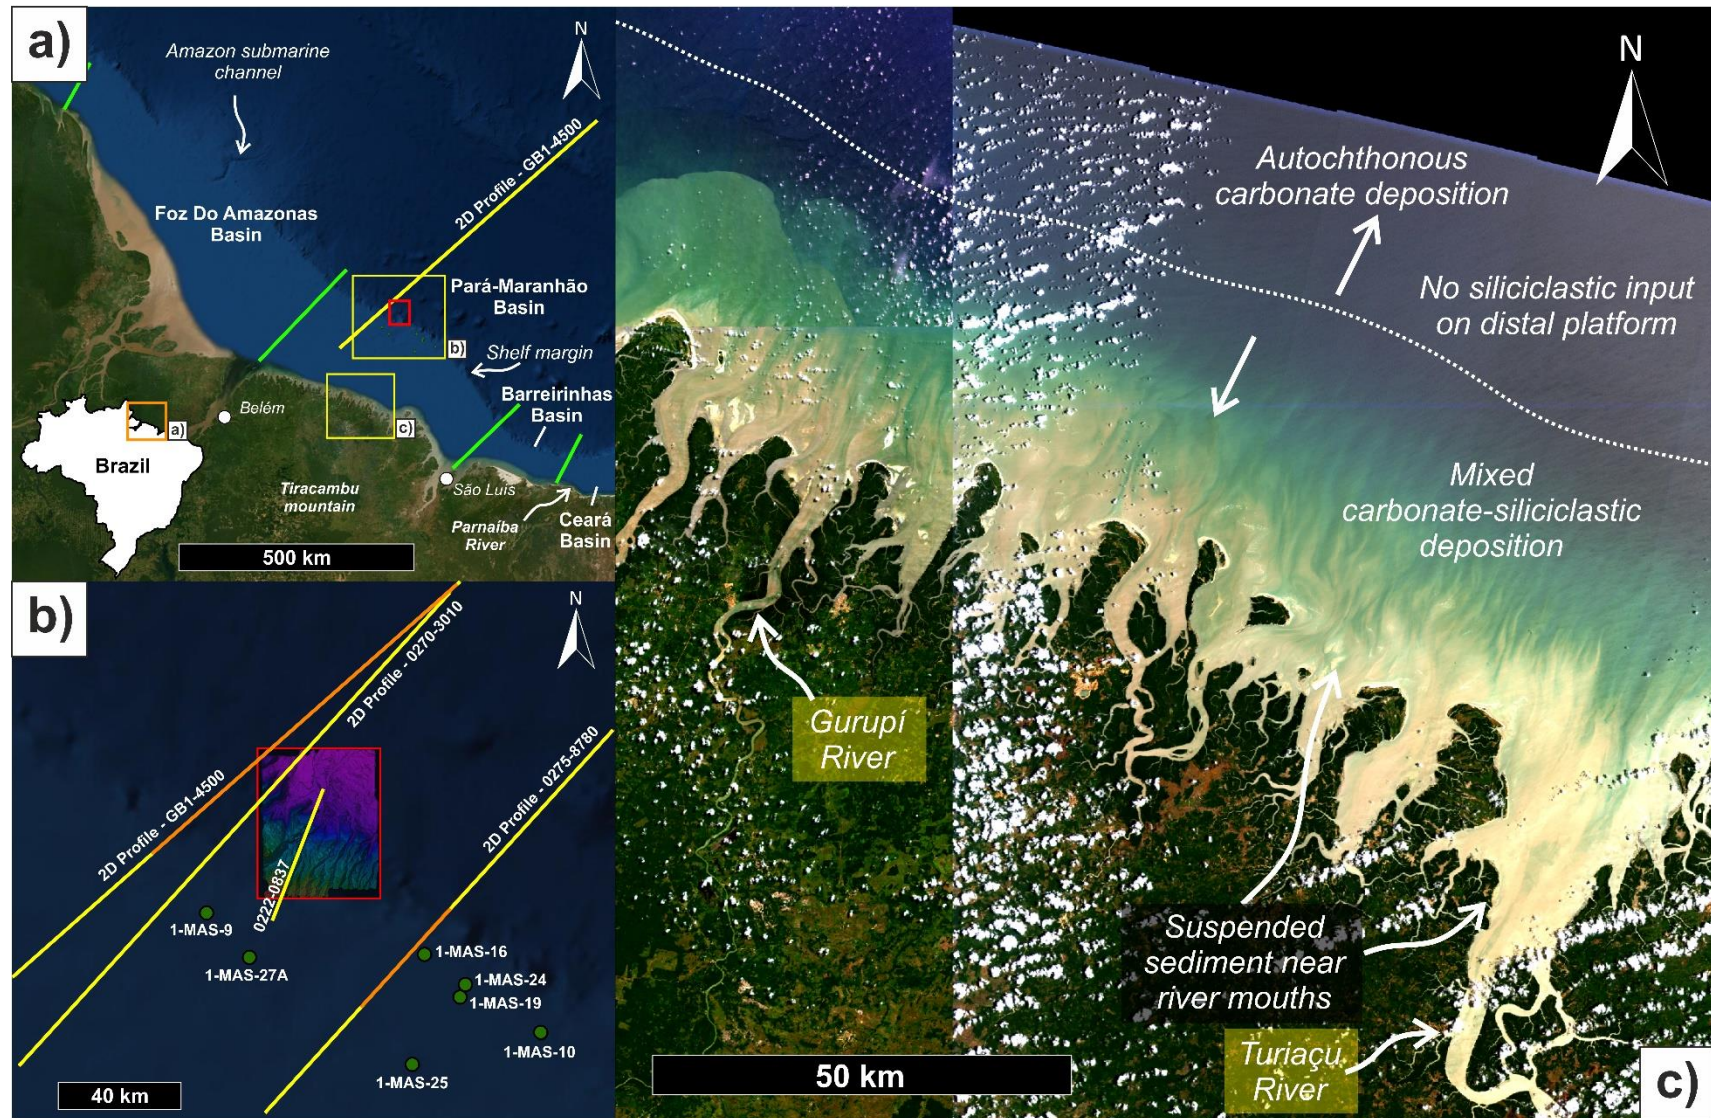 a)
Amazon submarine
channel
N
Foz Do Amazonas
Basin
2D Profile - GB1-4500
Pará-Maranhão
Basin
b)
Shelf margin
Barreirinhas
Basin
Belém
c)
a)
Brazil
Tiracambu
mountain
São Luis
Parnaíba
River
Ceará
Basin
500 km
b)
N
2D Profile - GB1-4500
2D Profile - 0270-3010
2D Profile - 0275-8780
0222-0837
1-MAS-9
1-MAS-27A
1-MAS-16
1-MAS-24
1-MAS-19
1-MAS-10
1-MAS-25
40 km
N
Autochthonous
carbonate deposition
No siliciclastic input
on distal platform
Mixed
carbonate-siliciclastic
deposition
Gurupí
River
Suspended
sediment near
river mouths
Turiaçu
River
50 km
c)